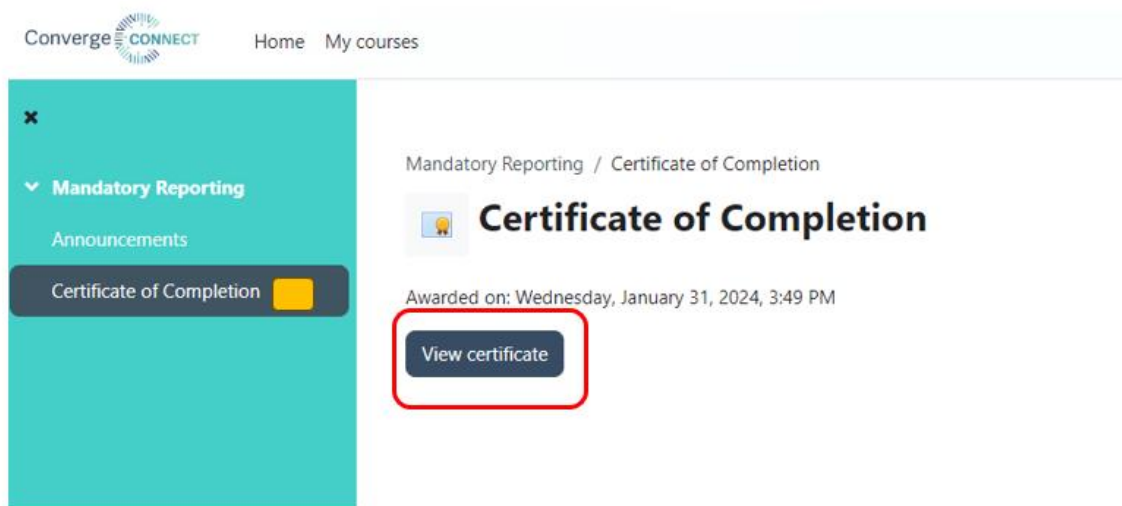 Converge CONNECT
Home My courses
Mandatory Reporting
Announcements
Certificate of Completion
Mandatory Reporting / Certificate of Completion
Certificate of Completion
Awarded on: Wednesday, January 31, 2024, 3:49 PM
View certificate